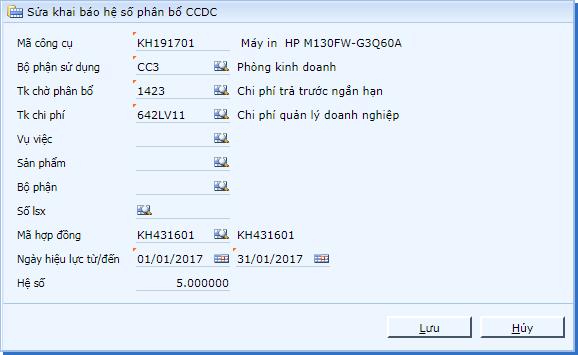 Sửa khai báo hệ số phân bổ CCDC
Mã công cụ KH191701 Máy in HP M130FW-G3Q60A
Bộ phận sử dụng CC3 Phòng kinh doanh
Tk chờ phân bổ 1423 Chi phí trả trước ngắn hạn
Tk chi phí 642LV11 Chi phí quản lý doanh nghiệp
Vụ việc
Sản phẩm
Bộ phận
Số lsx
Mã hợp đồng KH431601 KH431601
Ngày hiệu lực từ/đến 01/01/2017 31/01/2017
Hệ số 5.000000
Lưu Hủy